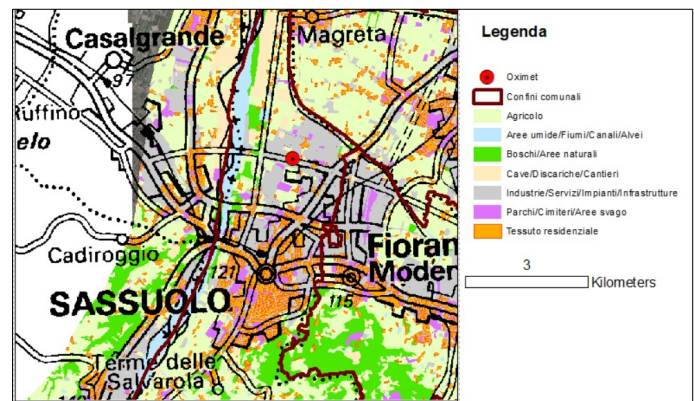 Casalgrande
97
Magreta
Ruffino
elo
Cadiroggio
121
Fioran
Moder
SASSUOLO
115
Terme delle
Salvarola
Legenda
Oximet
Confini comunali
Agricolo
Aree umide/Fiumi/Canali/Alvei
Boschi/Aree naturali
Cave/Discariche/Cantieri
Industrie/Servizi/Impianti/Infrastrutture
Parchi/Cimiteri/Aree svago
Tessuto residenziale
3
Kilometers